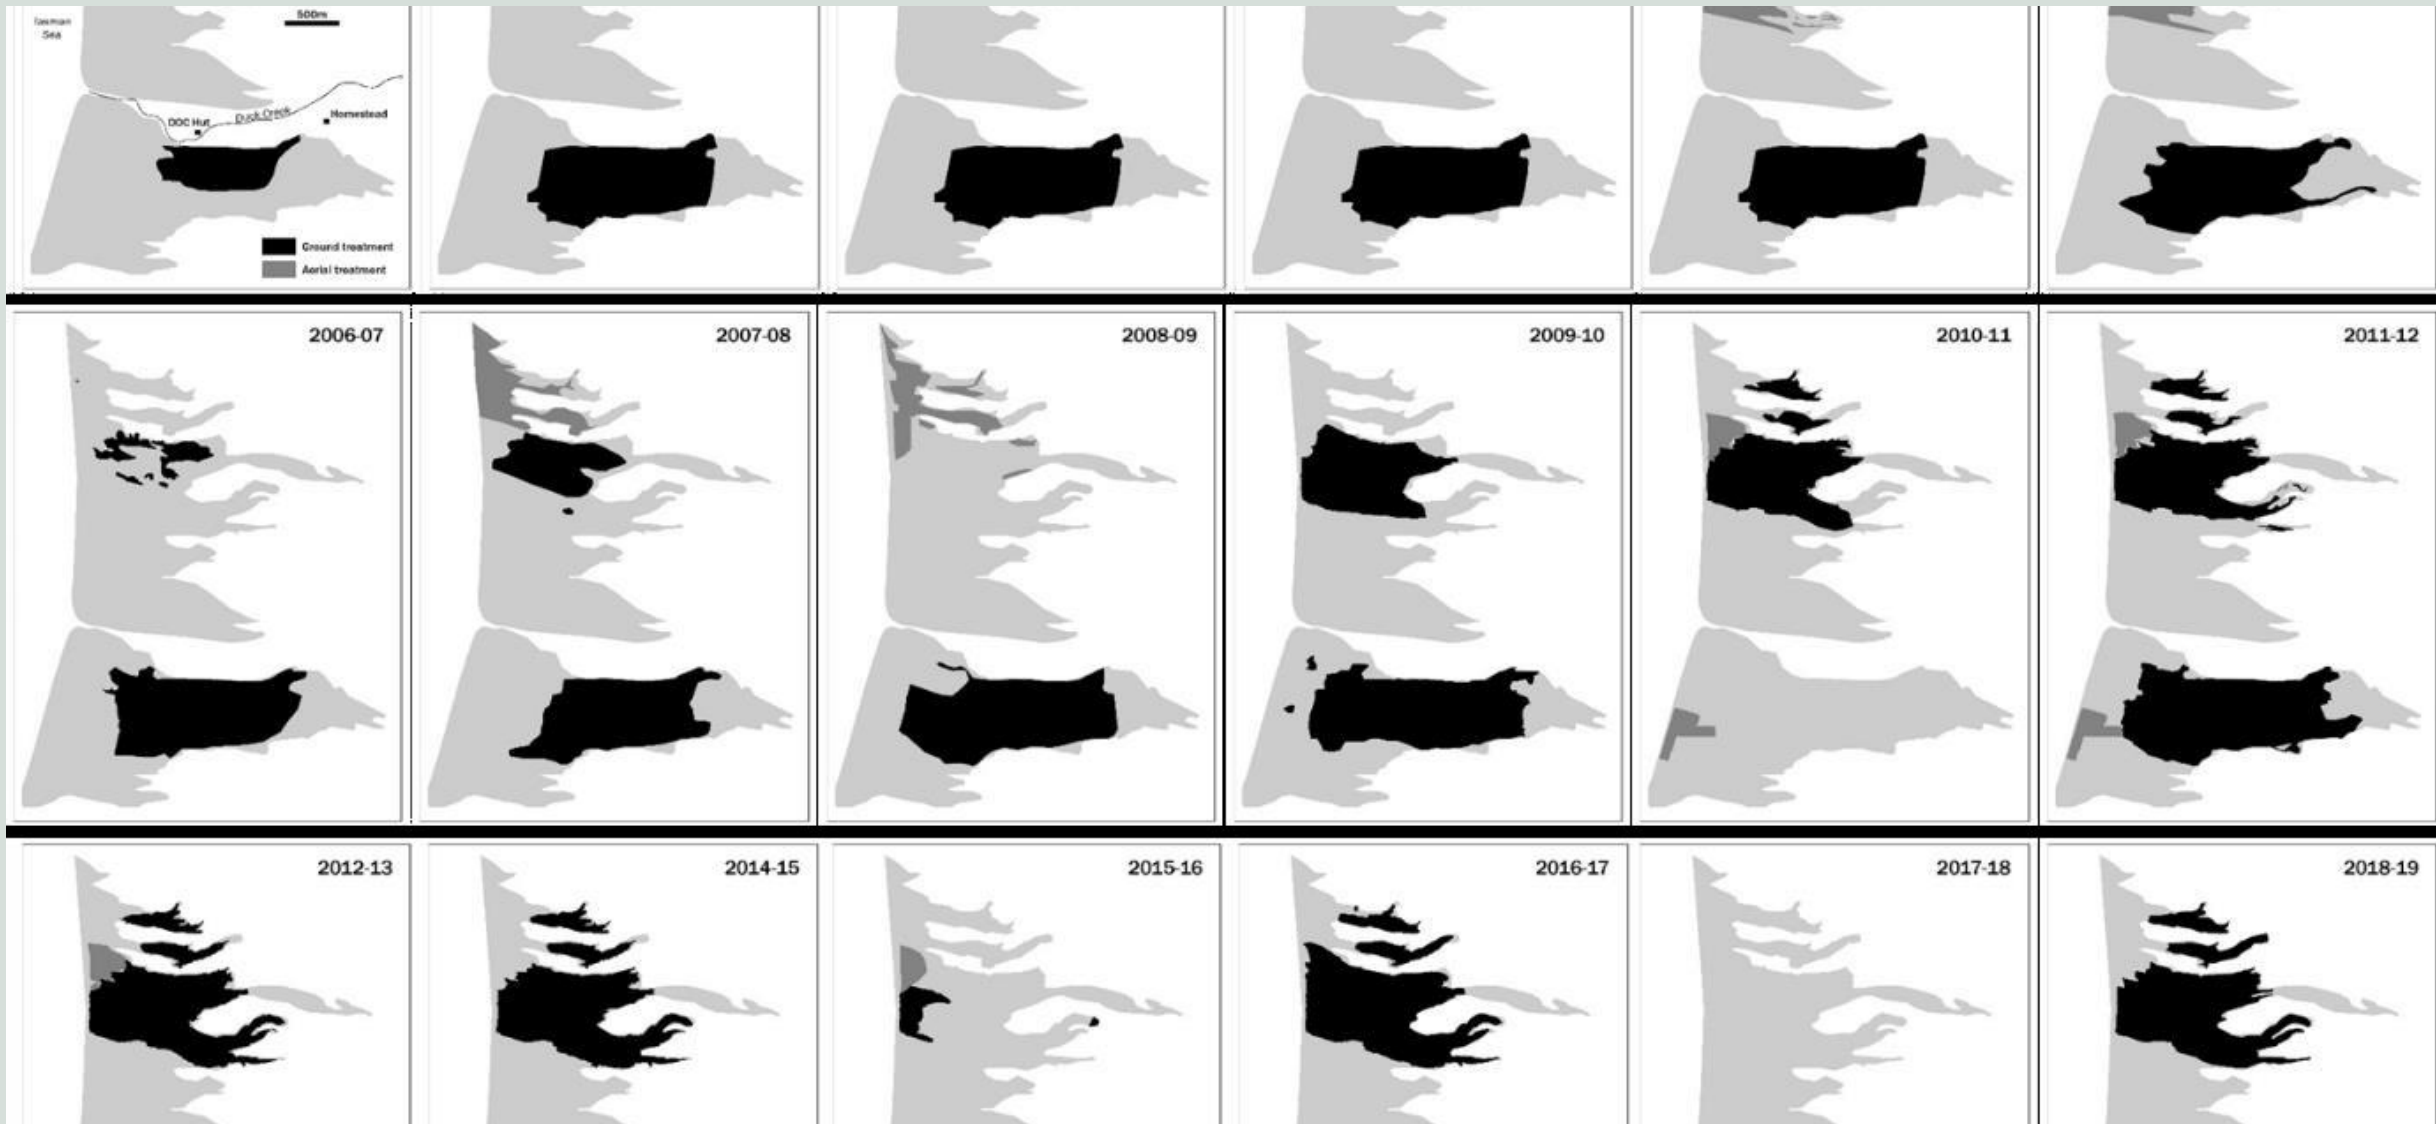 Tasman
Sea
500m
DOC Hut
Duck Creek
Homestead
Ground treatment
Aerial treatment
2006-07
2007-08
2008-09
2009-10
2010-11
2011-12
2012-13
2014-15
2015-16
2016-17
2017-18
2018-19